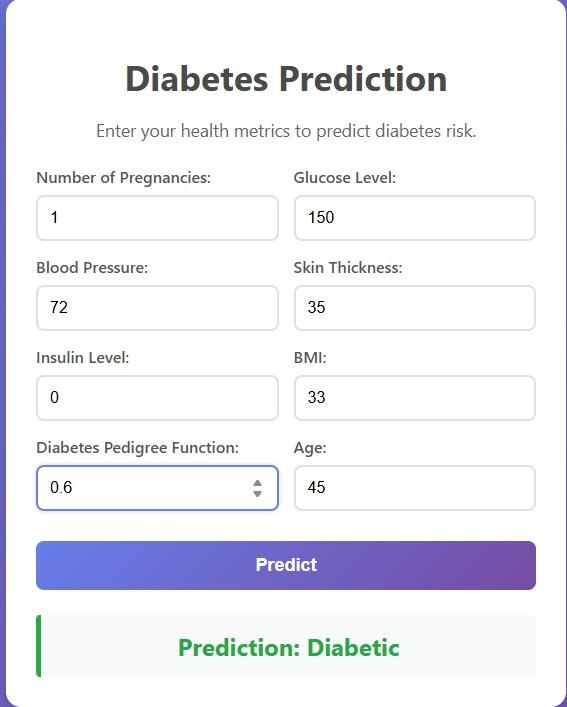 Diabetes Prediction
Enter your health metrics to predict diabetes risk.
Number of Pregnancies: Glucose Level:
1 150
Blood Pressure: Skin Thickness:
72 35
Insulin Level: BMI:
0 33
Diabetes Pedigree Function: Age:
0.6 45
Predict
Prediction: Diabetic